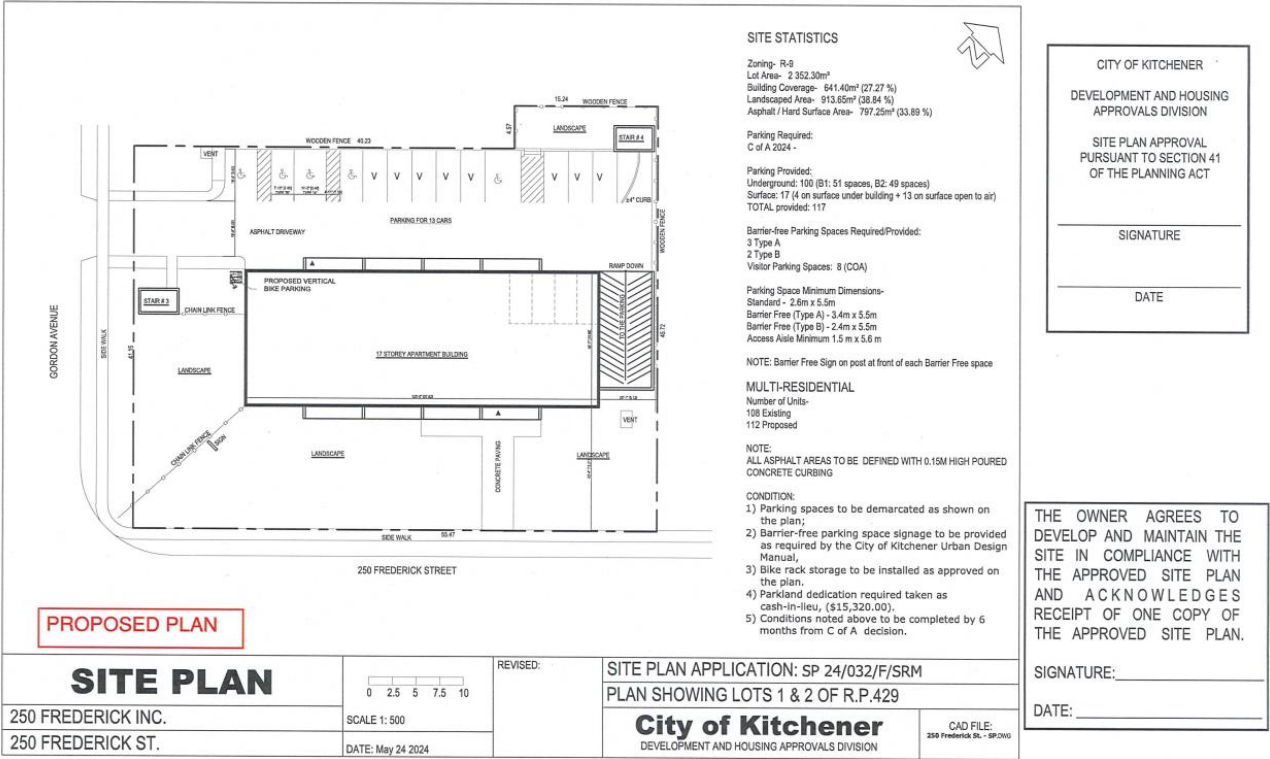 SITE STATISTICS
Zoning- R-9
Lot Area- 2 352.30m²
Building Coverage- 641.40m² (27.27 %)
Landscaped Area- 913.65m² (38.84 %)
Asphalt / Hard Surface Area- 797.25m² (33.89 %)
Parking Required:
C of A 2024 -
Parking Provided:
Underground: 100 (B1: 51 spaces, B2: 49 spaces)
Surface: 17 (4 on surface under building + 13 on surface open to air)
TOTAL provided: 117
Barrier-free Parking Spaces Required/Provided:
3 Type A
2 Type B
Visitor Parking Spaces: 8 (COA)
Parking Space Minimum Dimensions-
Standard - 2.6m x 5.5m
Barrier Free (Type A) - 3.4m x 5.5m
Barrier Free (Type B) - 2.4m x 5.5m
Access Aisle Minimum 1.5 m x 5.6 m
NOTE: Barrier Free Sign on post at front of each Barrier Free space
MULTI-RESIDENTIAL
Number of Units-
108 Existing
112 Proposed
NOTE:
ALL ASPHALT AREAS TO BE DEFINED WITH 0.15M HIGH POURED
CONCRETE CURBING
CONDITION:
1) Parking spaces to be demarcated as shown on
the plan;
2) Barrier-free parking space signage to be provided
as required by the City of Kitchener Urban Design
Manual,
3) Bike rack storage to be installed as approved on
the plan.
4) Parkland dedication required taken as
cash-in-lieu, ($15,320.00).
5) Conditions noted above to be completed by 6
months from C of A decision.
CITY OF KITCHENER
DEVELOPMENT AND HOUSING
APPROVALS DIVISION
SITE PLAN APPROVAL
PURSUANT TO SECTION 41
OF THE PLANNING ACT
SIGNATURE
DATE
THE OWNER AGREES TO
DEVELOP AND MAINTAIN THE
SITE IN COMPLIANCE WITH
THE APPROVED SITE PLAN
AND ACKNOWLEDGES
RECEIPT OF ONE COPY OF
THE APPROVED SITE PLAN.
SIGNATURE:
DATE:
15.24
WOODEN FENCE
4.57
LANDSCAPE
STAIR # 4
WOODEN FENCE 40.23
VENT
V V V V V V V V
4" CURB
PARKING FOR 13 CARS
ASPHALT DRIVEWAY
WOODEN FENCE
RAMP DOWN
TO THE PARKING
45.72
PROPOSED VERTICAL
BIKE PARKING
STAIR # 3
CHAIN LINK FENCE
GORDON AVENUE
SIDE WALK
41.15
17 STOREY APARTMENT BUILDING
LANDSCAPE
VENT
CHAIN LINK FENCE
SIGN
LANDSCAPE
CONCRETE PAVING
LANDSCAPE
SIDE WALK
55.47
250 FREDERICK STREET
PROPOSED PLAN
SITE PLAN
250 FREDERICK INC.
250 FREDERICK ST.
0 2.5 5 7.5 10
SCALE 1: 500
DATE: May 24 2024
REVISED:
SITE PLAN APPLICATION: SP 24/032/F/SRM
PLAN SHOWING LOTS 1 & 2 OF R.P.429
City of Kitchener
DEVELOPMENT AND HOUSING APPROVALS DIVISION
CAD FILE:
250 Frederick St. - SP.DWG